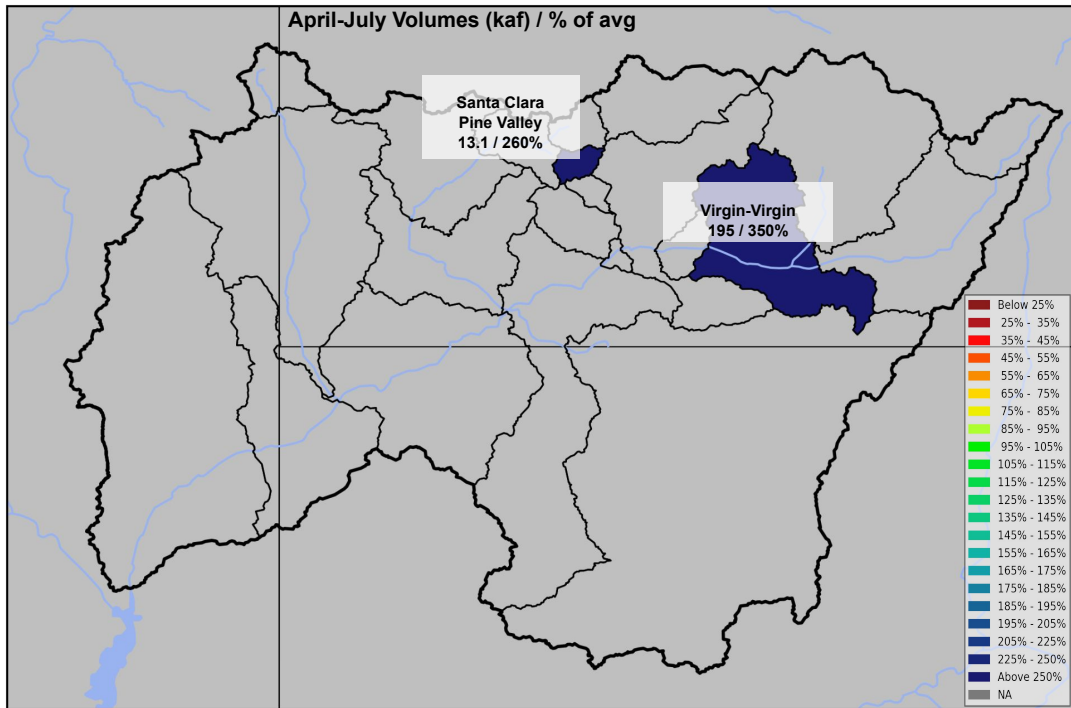 April-July Volumes (kaf) / % of avg
Santa Clara
Pine Valley
13.1 / 260%
Virgin-Virgin
195 / 350%
Below 25%
25% - 35%
35% - 45%
45% - 55%
55% - 65%
65% - 75%
75% - 85%
85% - 95%
95% - 105%
105% - 115%
115% - 125%
125% - 135%
135% - 145%
145% - 155%
155% - 165%
165% - 175%
175% - 185%
185% - 195%
195% - 205%
205% - 225%
225% - 250%
Above 250%
NA